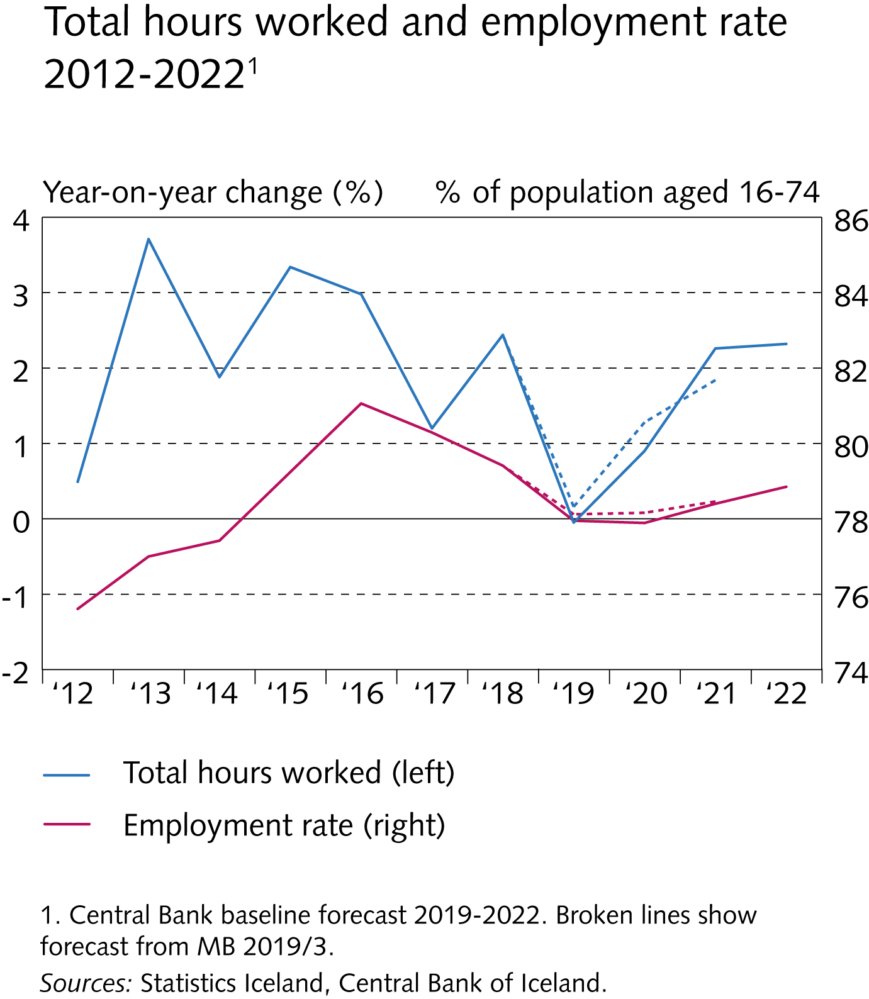 Total hours worked and employment rate
2012-2022¹
Year-on-year change (%) % of population aged 16-74
4 86
3 84
2 82
1 80
0 78
-1 76
-2 74
‘12 ‘13 ‘14 ‘15 ‘16 ‘17 ‘18 ‘19 ‘20 ‘21 ‘22
Total hours worked (left)
Employment rate (right)
1. Central Bank baseline forecast 2019-2022. Broken lines show
forecast from MB 2019/3.
Sources: Statistics Iceland, Central Bank of Iceland.